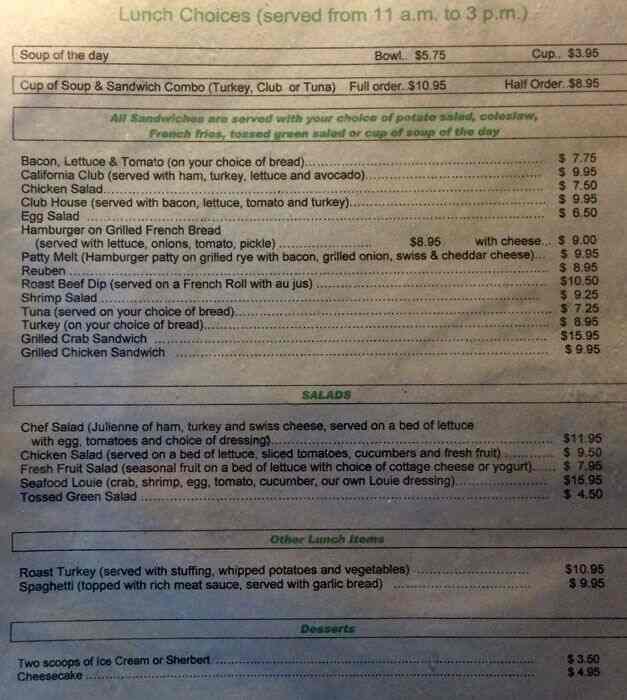 Lunch Choices (served from 11 a.m. to 3 p.m.)
Soup of the day Bowl.. $5.75 Cup.. $3.95
Cup of Soup & Sandwich Combo (Turkey, Club or Tuna) Full order. $10.95 Half Order. $8.95
All Sandwiches are served with your choice of potato salad, coleslaw,
French fries, tossed green salad or cup of soup of the day
Bacon, Lettuce & Tomato (on your choice of bread)........ $ 7.75
California Club (served with ham, turkey, lettuce and avocado)........ $ 9.95
Chicken Salad........ $ 7.50
Club House (served with bacon, lettuce, tomato and turkey)........ $ 9.95
Egg Salad ........ $ 6.50
Hamburger on Grilled French Bread
(served with lettuce, onions, tomato, pickle) ........ $8.95 with cheese... $ 9.00
Patty Melt (Hamburger patty on grilled rye with bacon, grilled onion, swiss & cheddar cheese)... $ 9.95
Reuben ........ $ 8.95
Roast Beef Dip (served on a French Roll with au jus) ........ $10.50
Shrimp Salad ........ $ 9.25
Tuna (served on your choice of bread)........ $ 7.25
Turkey (on your choice of bread)........ $ 8.95
Grilled Crab Sandwich ........ $15.95
Grilled Chicken Sandwich ........ $ 9.95
SALADS
Chef Salad (Julienne of ham, turkey and swiss cheese, served on a bed of lettuce
with egg, tomatoes and choice of dressing)........ $11.95
Chicken Salad (served on a bed of lettuce, sliced tomatoes, cucumbers and fresh fruit) ........ $ 9.50
Fresh Fruit Salad (seasonal fruit on a bed of lettuce with choice of cottage cheese or yogurt)..... $ 7.95
Seafood Louie (crab, shrimp, egg, tomato, cucumber, our own Louie dressing)........ $16.95
Tossed Green Salad ........ $ 4.50
Other Lunch Items
Roast Turkey (served with stuffing, whipped potatoes and vegetables) ........ $10.95
Spaghetti (topped with rich meat sauce, served with garlic bread) ........ $ 9.95
Desserts
Two scoops of Ice Cream or Sherbert ........ $ 3.50
Cheesecake ........ $ 4.95